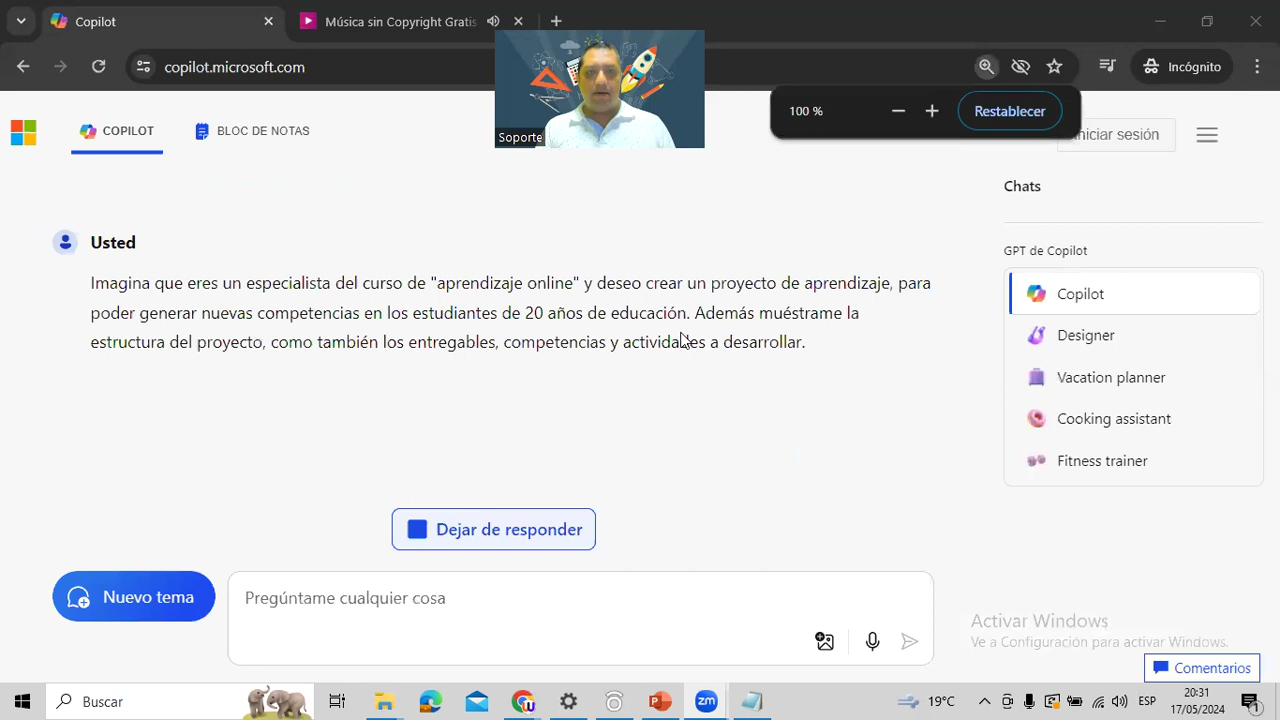 Copilot
Música sin Copyright Gratis
copilot.microsoft.com
Incógnito
100 %
Restablecer
COPILOT
BLOC DE NOTAS
Soporte
iniciar sesión
Chats
Usted
GPT de Copilot
Imagina que eres un especialista del curso de "aprendizaje online" y deseo crear un proyecto de aprendizaje, para
poder generar nuevas competencias en los estudiantes de 20 años de educación. Además muéstrame la
estructura del proyecto, como también los entregables, competencias y actividades a desarrollar.
Copilot
Designer
Vacation planner
Cooking assistant
Fitness trainer
Dejar de responder
Nuevo tema
Pregúntame cualquier cosa
Activar Windows
Ve a Configuración para activar Windows.
Comentarios
Buscar
19°C
ESP
20:31
17/05/2024